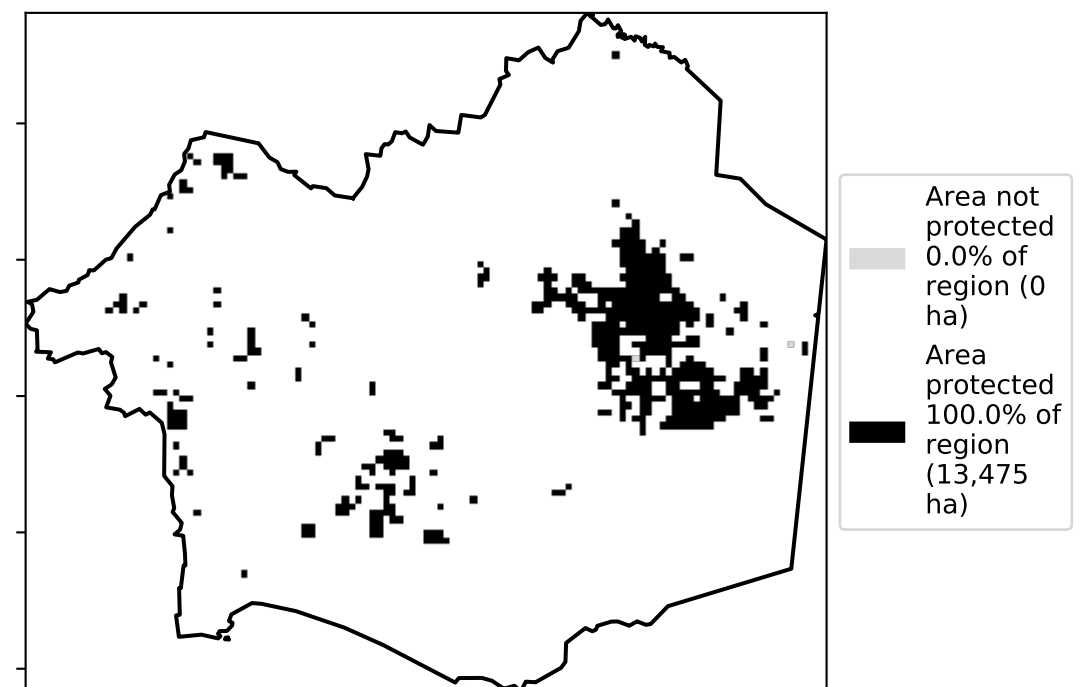 Area not
protected
0.0% of
region (0
ha)
Area
protected
100.0% of
region
(13,475
ha)